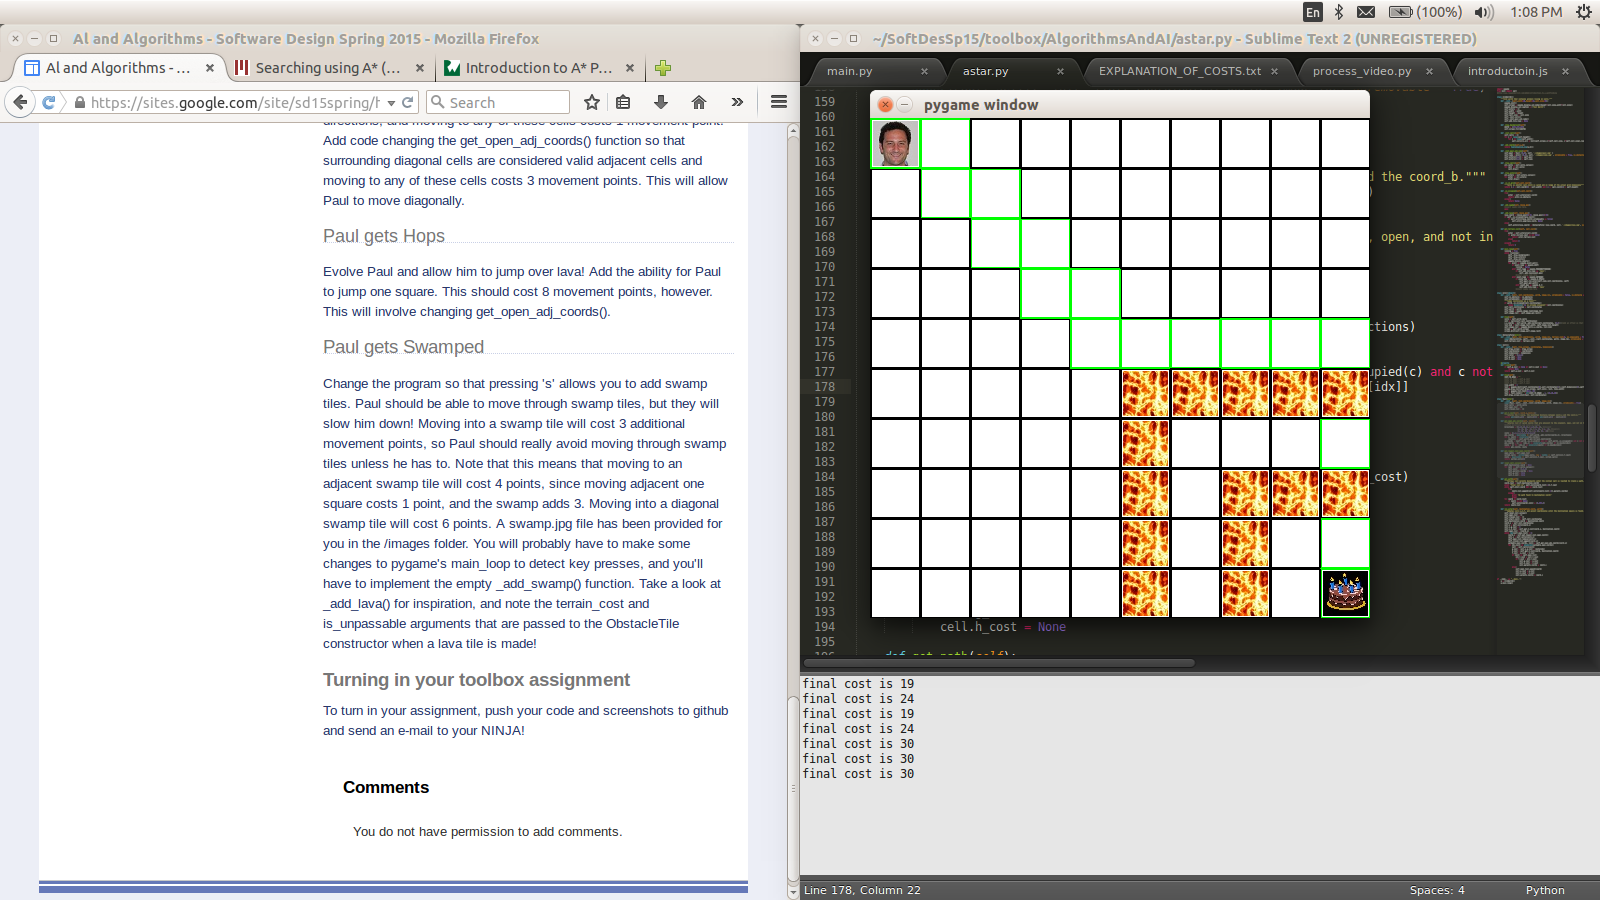 En (100%) 1:08 PM
AI and Algorithms - Software Design Spring 2015 - Mozilla Firefox
AI and Algorithms - ...
Searching using A* (...
Introduction to A* P...
https://sites.google.com/site/sd15spring/h
Search
directions, and moving to any of these cells costs 1 movement point.
Add code changing the get_open_adj_coords() function so that
surrounding diagonal cells are considered valid adjacent cells and
moving to any of these cells costs 3 movement points. This will allow
Paul to move diagonally.
Paul gets Hops
Evolve Paul and allow him to jump over lava! Add the ability for Paul
to jump one square. This should cost 8 movement points, however.
This will involve changing get_open_adj_coords().
Paul gets Swamped
Change the program so that pressing 's' allows you to add swamp
tiles. Paul should be able to move through swamp tiles, but they will
slow him down! Moving into a swamp tile will cost 3 additional
movement points, so Paul should really avoid moving through swamp
tiles unless he has to. Note that this means that moving to an
adjacent swamp tile will cost 4 points, since moving adjacent one
square costs 1 point, and the swamp adds 3. Moving into a diagonal
swamp tile will cost 6 points. A swamp.jpg file has been provided for
you in the /images folder. You will probably have to make some
changes to pygame's main_loop to detect key presses, and you'll
have to implement the empty _add_swamp() function. Take a look at
_add_lava() for inspiration, and note the terrain_cost and
is_unpassable arguments that are passed to the ObstacleTile
constructor when a lava tile is made!
Turning in your toolbox assignment
To turn in your assignment, push your code and screenshots to github
and send an e-mail to your NINJA!
Comments
You do not have permission to add comments.
~/SoftDesSp15/toolbox/AlgorithmsAndAI/astar.py - Sublime Text 2 (UNREGISTERED)
main.py
astar.py
EXPLANATION_OF_COSTS.txt
process_video.py
introductoin.js
pygame window
159
160
161
162
163
164 d the coord_b."""
165 )
166
167
168 , open, and not in
169
170
171
172
173
174 ctions)
175
176
177 upied(c) and c not
178 [idx]]
179
180
181
182
183
184 _cost)
185
186
187
188
189
190
191
192
193
194 cell.h_cost = None
195
196 def get_path(self):
final cost is 19
final cost is 24
final cost is 19
final cost is 24
final cost is 30
final cost is 30
final cost is 30
Line 178, Column 22
Spaces: 4
Python